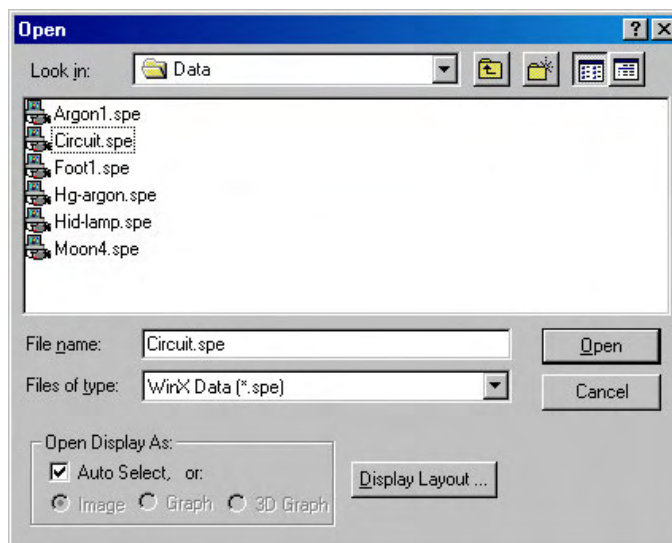 Open
Look in: Data
Argon1.spe
Circuit.spe
Foot1.spe
Hg-argon.spe
Hid-lamp.spe
Moon4.spe
File name: Circuit.spe Open
Files of type: WinX Data (*.spe) Cancel
Open Display As:
Auto Select, or:
Image Graph 3D Graph
Display Layout ...